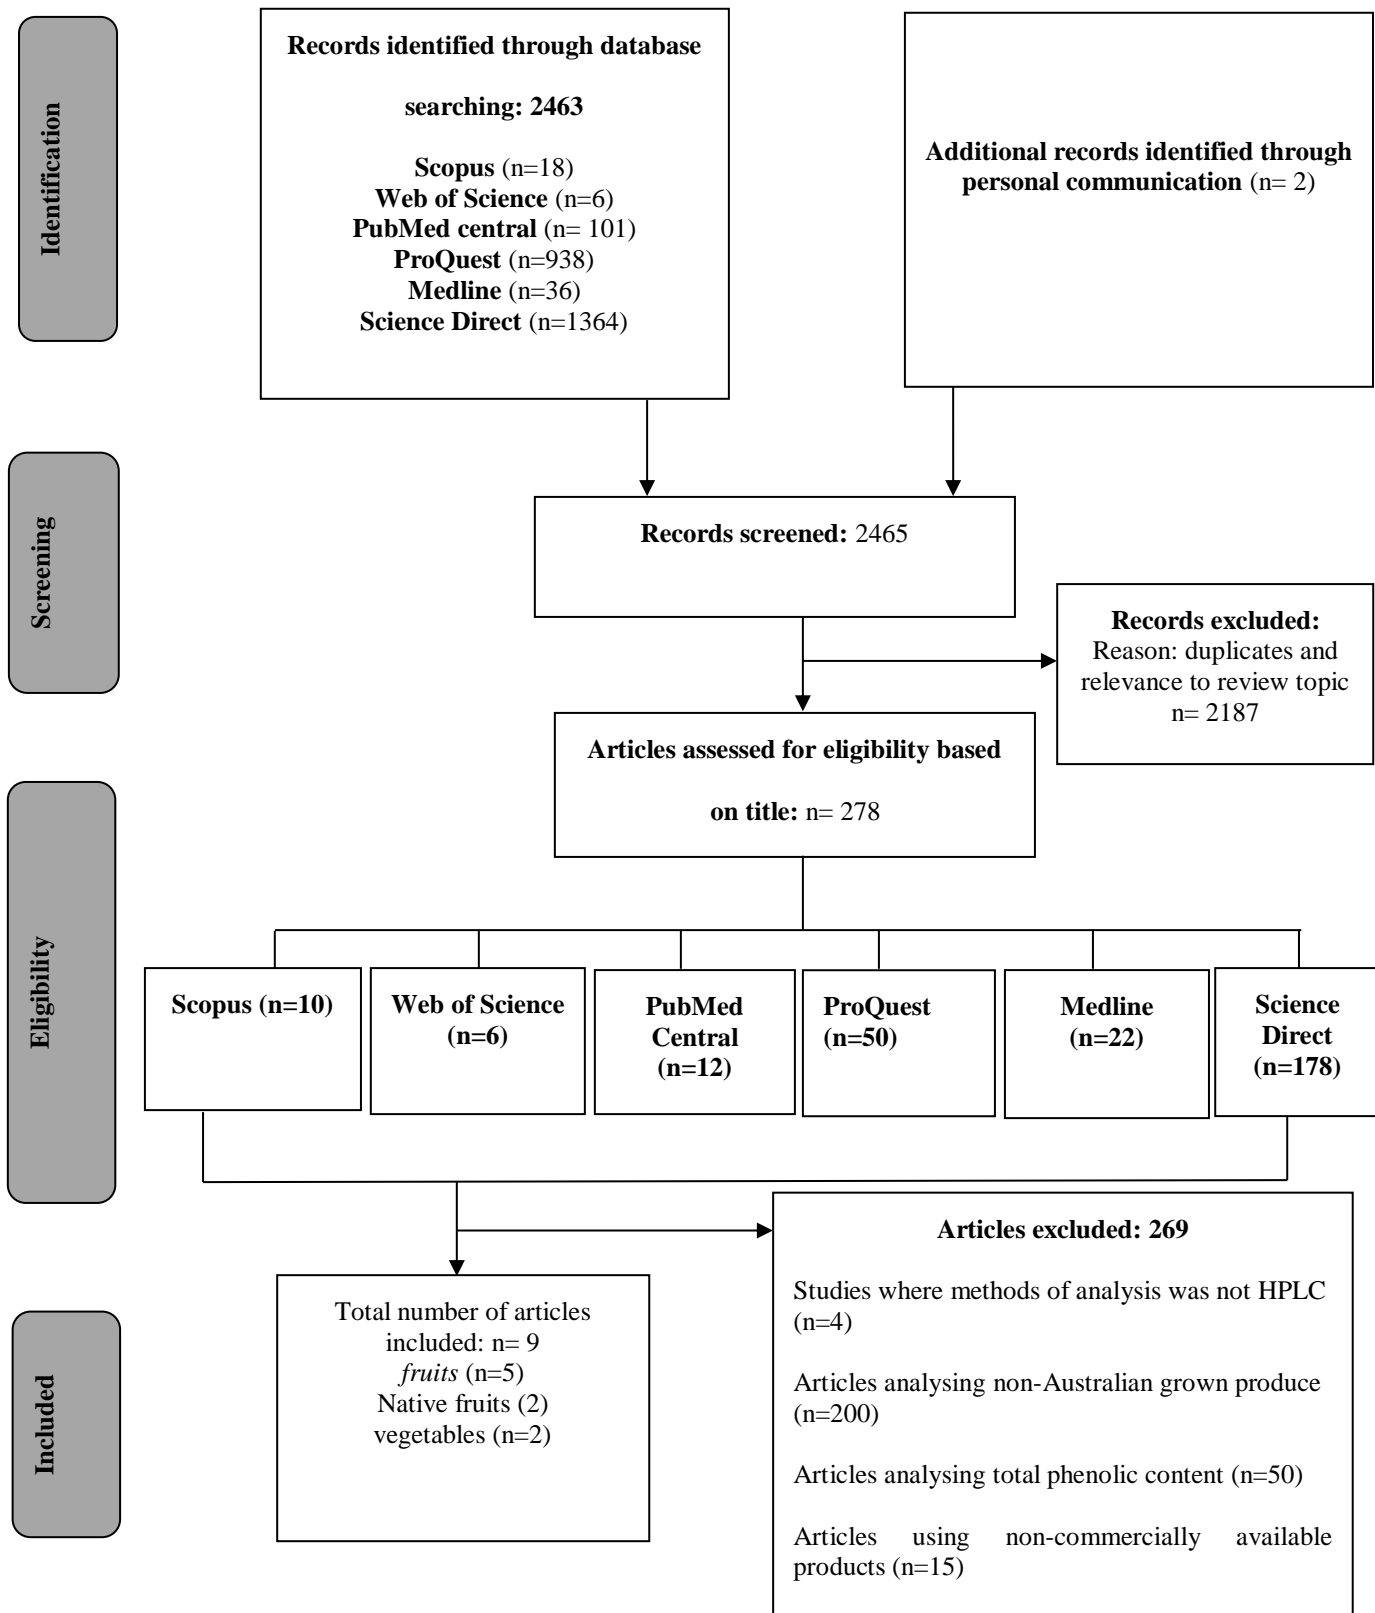 Identification
Records identified through database
searching: 2463
Scopus (n=18)
Web of Science (n=6)
PubMed central (n= 101)
ProQuest (n=938)
Medline (n=36)
Science Direct (n=1364)
Additional records identified through
personal communication (n= 2)
Screening
Records screened: 2465
Records excluded:
Reason: duplicates and
relevance to review topic
n= 2187
Articles assessed for eligibility based
on title: n= 278
Eligibility
Scopus (n=10)
Web of Science
(n=6)
PubMed
Central
(n=12)
ProQuest
(n=50)
Medline
(n=22)
Science
Direct
(n=178)
Articles excluded: 269
Studies where methods of analysis was not HPLC
(n=4)
Articles analysing non-Australian grown produce
(n=200)
Articles analysing total phenolic content (n=50)
Articles using non-commercially available
products (n=15)
Included
Total number of articles
included: n= 9
fruits (n=5)
Native fruits (2)
vegetables (n=2)